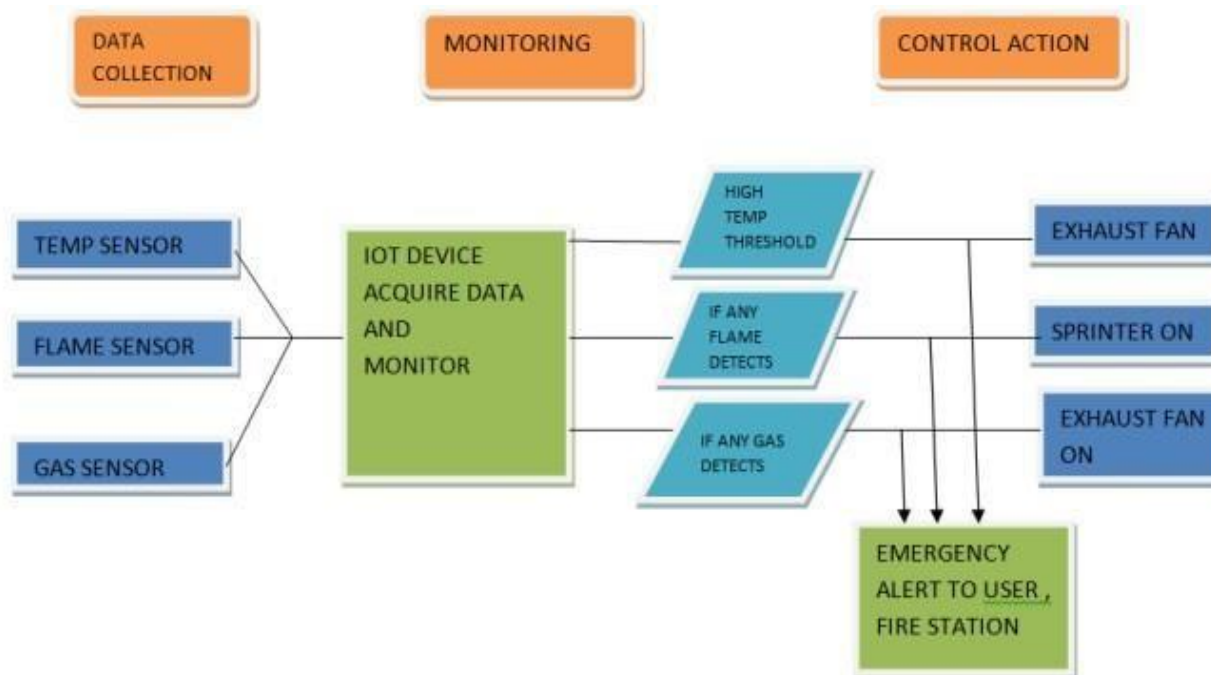 DATA
COLLECTION
MONITORING
CONTROL ACTION
TEMP SENSOR
FLAME SENSOR
GAS SENSOR
IOT DEVICE
ACQUIRE DATA
AND
MONITOR
HIGH
TEMP
THRESHOLD
IF ANY
FLAME
DETECTS
IF ANY GAS
DETECTS
EXHAUST FAN
SPRINTER ON
EXHAUST FAN
ON
EMERGENCY
ALERT TO USER ,
FIRE STATION